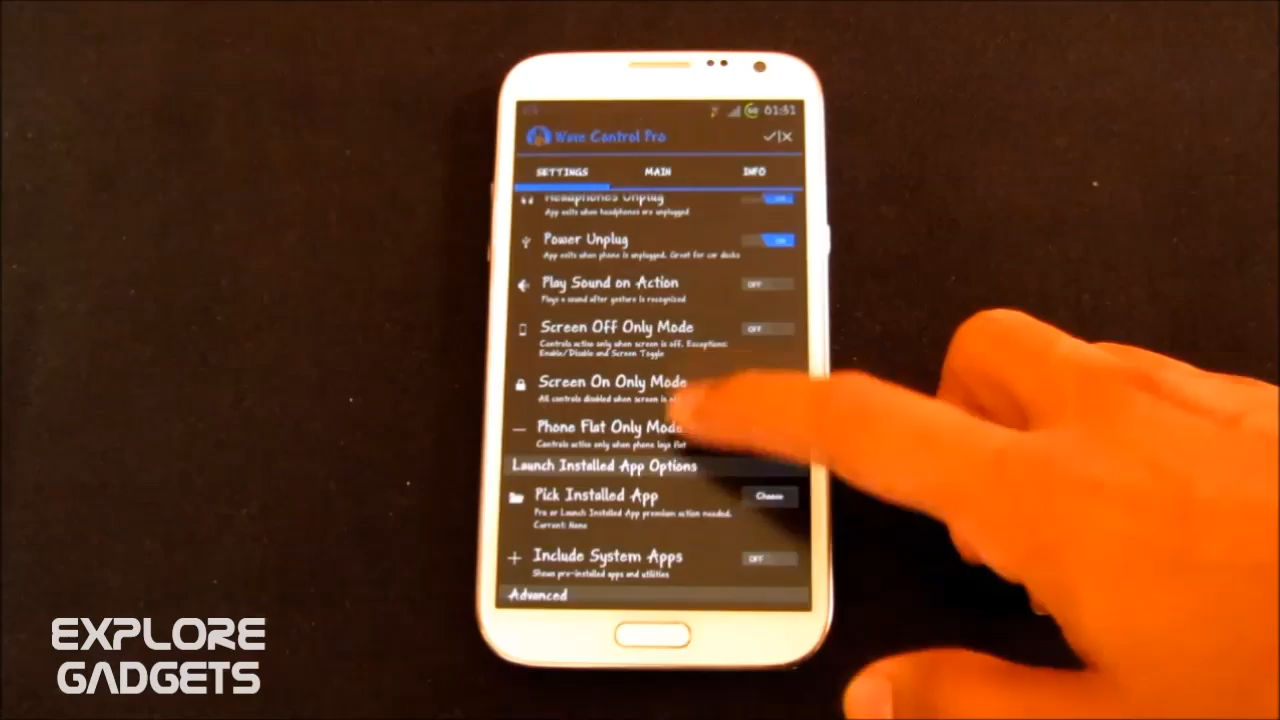 01:31
Wave Control Pro
SETTINGS MAIN INFO
Headphones Unplug
App exits when headphones are unplugged
Power Unplug ON
App exits when phone is unplugged. Great for car docks
Play Sound on Action OFF
Plays a sound after gesture is recognized
Screen Off Only Mode OFF
Controls active only when screen is off. Exceptions:
Enable/Disable and Screen Toggle
Screen On Only Mode
All controls disabled when screen is
Phone Flat Only Mode
Controls active only when phone lays flat
Launch Installed App Options
Pick Installed App Choose
Pro or Launch Installed App premium action needed.
Current: None
Include System Apps OFF
Shows pre-installed apps and utilities
Advanced
EXPLORE
GADGETS